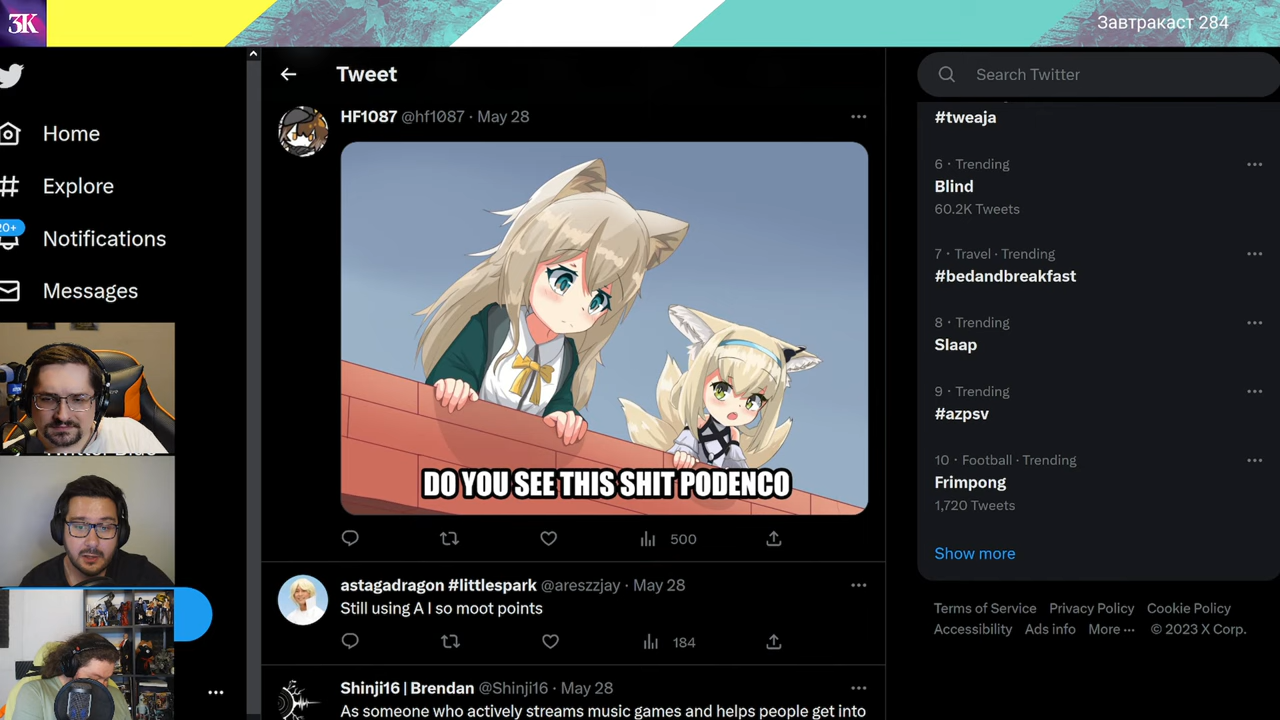 3K
Завтракаст 284
Home
Explore
20+
Notifications
Messages
Tweet
HF1087 @hf1087 · May 28
DO YOU SEE THIS SHIT PODENCO
500
astagadragon #littlespark @areszzjay · May 28
Still using A I so moot points
184
Shinji16 | Brendan @Shinji16 · May 28
As someone who actively streams music games and helps people get into
Search Twitter
#tweaja
6 · Trending
Blind
60.2K Tweets
7 · Travel · Trending
#bedandbreakfast
8 · Trending
Slaap
9 · Trending
#azpsv
10 · Football · Trending
Frimpong
1,720 Tweets
Show more
Terms of Service Privacy Policy Cookie Policy
Accessibility Ads info More ··· © 2023 X Corp.